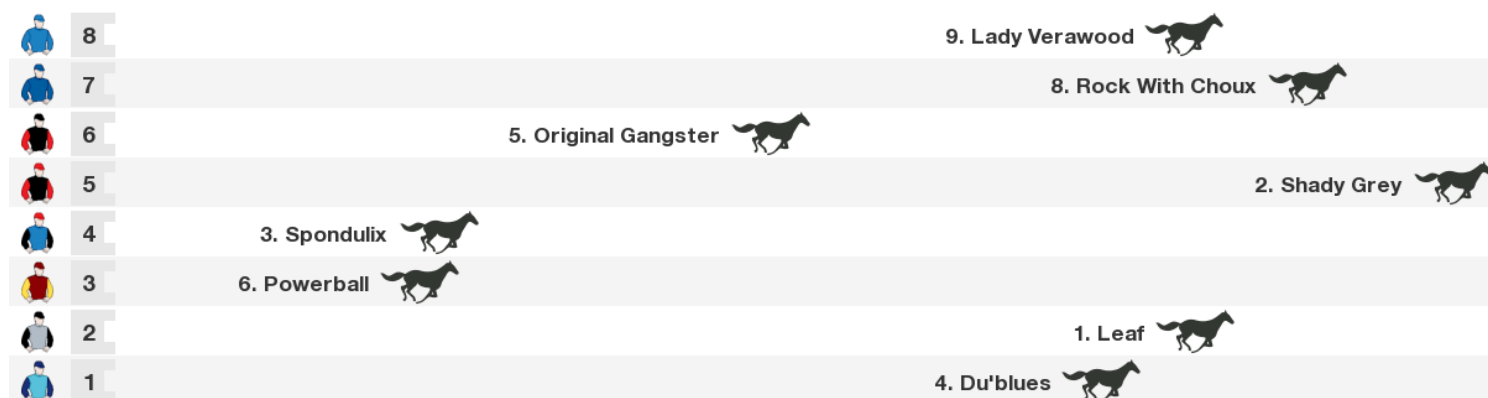 8 9. Lady Verawood
7 8. Rock With Choux
6 5. Original Gangster
5 2. Shady Grey
4 3. Spondulix
3 6. Powerball
2 1. Leaf
1 4. Du'blues